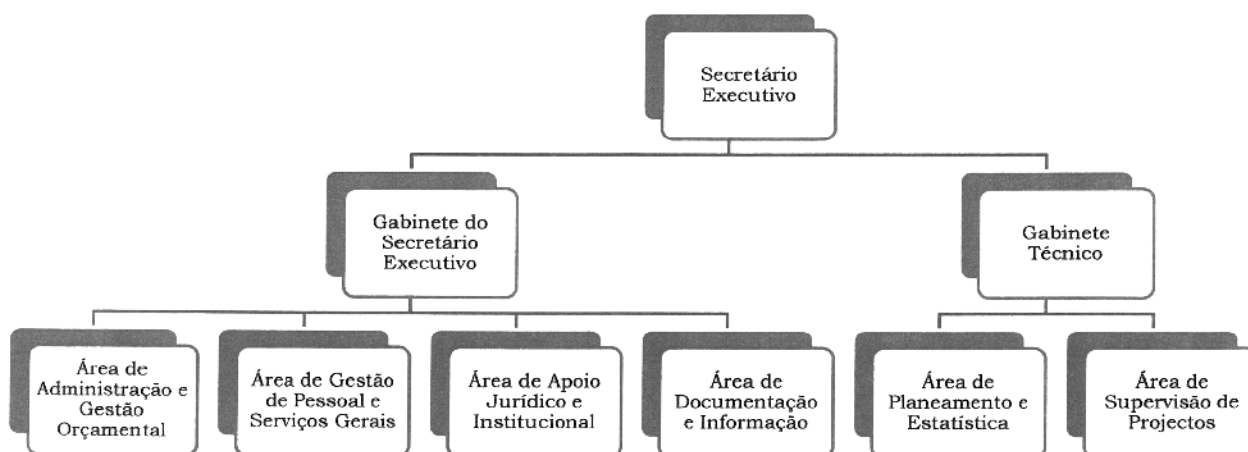 Secretário
Executivo
Gabinete do
Secretário
Executivo
Gabinete
Técnico
Área de
Administração e
Gestão
Orçamental
Área de Gestão
de Pessoal e
Serviços Gerais
Área de Apoio
Jurídico e
Institucional
Área de
Documentação
e Informação
Área de
Planeamento e
Estatística
Área de
Supervisão de
Projectos